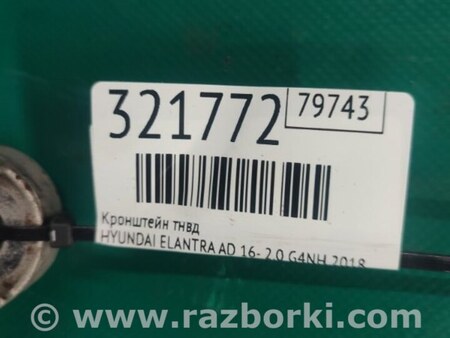 321772
79743
Кронштейн тнвд
HYUNDAI ELANTRA AD 16- 2.0 G4NH 2018
© www.razborki.com